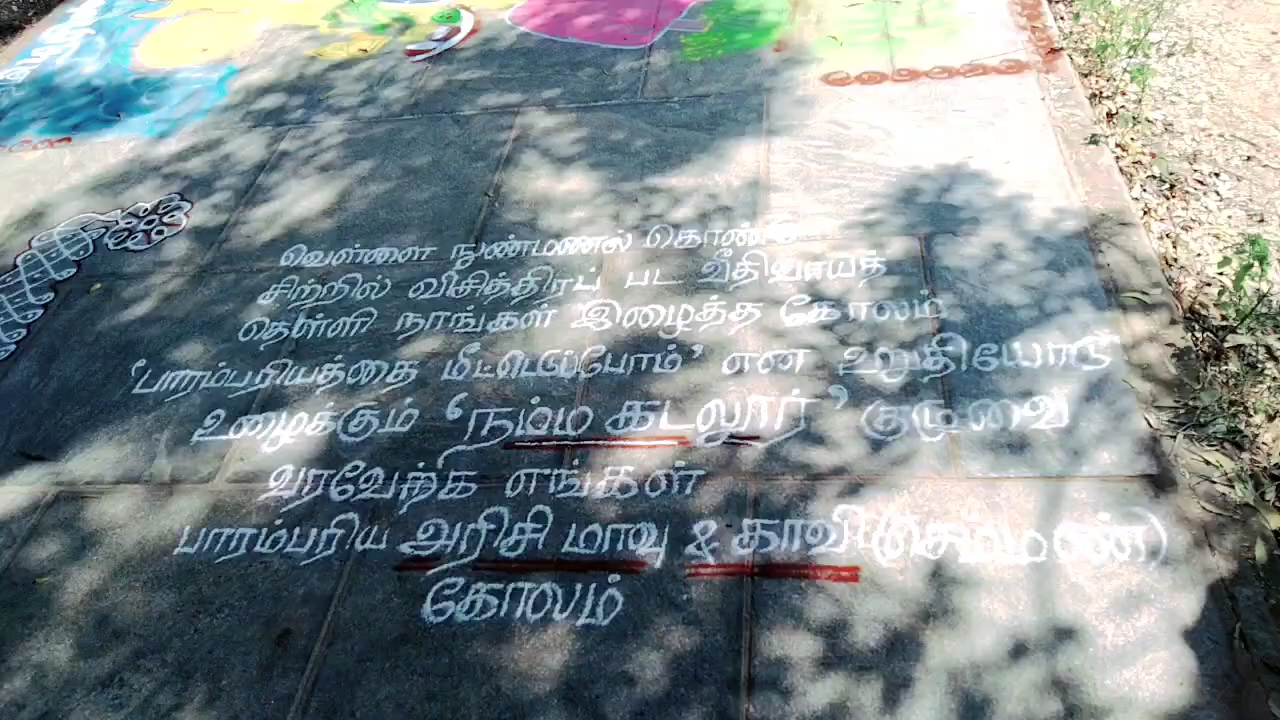 வெள்ளை நுண்மணல் கொண்டு
சிற்றில் விசித்திரப் பட வீதிவாயத்
தெள்ளி நாங்கள் இழைத்த கோலம்
'பாரம்பரியத்தை மீட்டெடுப்போம்' என உறுதியோடு
உழைக்கும் 'நம்ம கடலூர்' குழுவை
வரவேற்க எங்கள்
பாரம்பரிய அரிசி மாவு & காவி (செம்மண்)
கோலம்